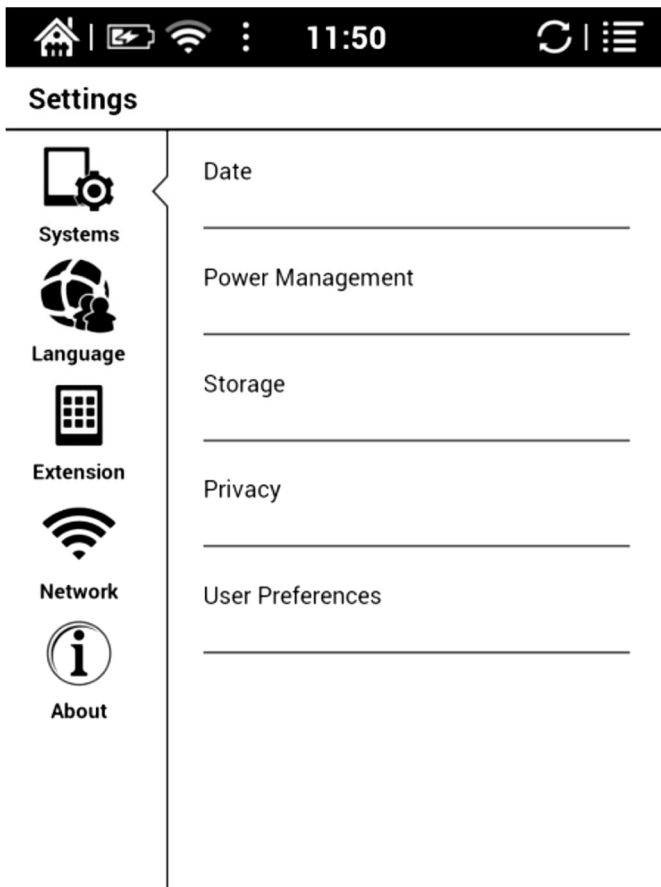 11:50
Settings
Systems
Language
Extension
Network
About
Date
Power Management
Storage
Privacy
User Preferences